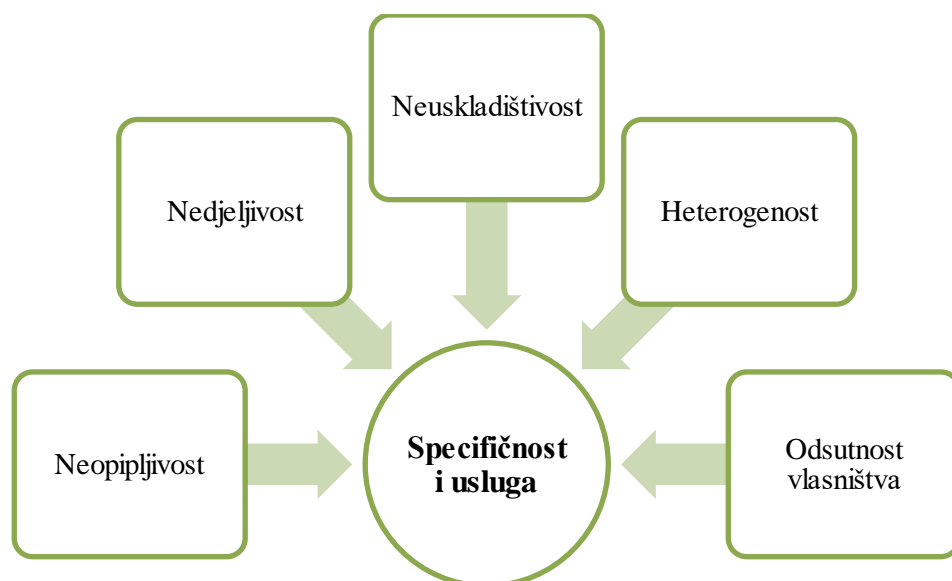 Neuskladištivost
Nedjeljivost
Heterogenost
Neopipljivost
Specifičnost
i usluga
Odsutnost
vlasništva